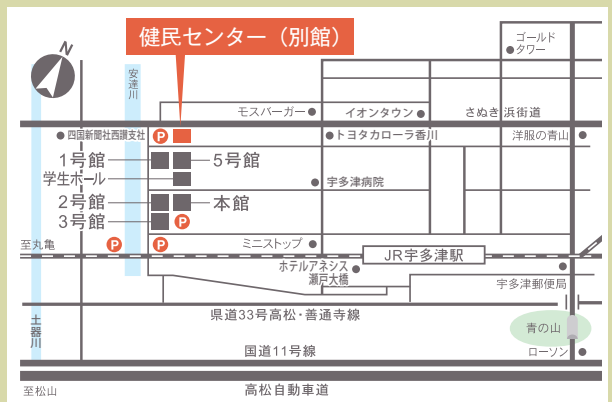 健民センター（別館）
N
安達川
ゴールド
タワー
モスバーガー
イオンタウン
さぬき浜街道
四国新聞社西讃支社
P
トヨタカローラ香川
洋服の青山
1号館
5号館
学生ホール
宇多津病院
2号館
本館
3号館
P
至丸亀
P
P
ミニストップ
JR宇多津駅
ホテルアネシス
瀬戸大橋
宇多津郵便局
県道33号高松・善通寺線
土器川
青の山
国道11号線
ローソン
至松山
高松自動車道